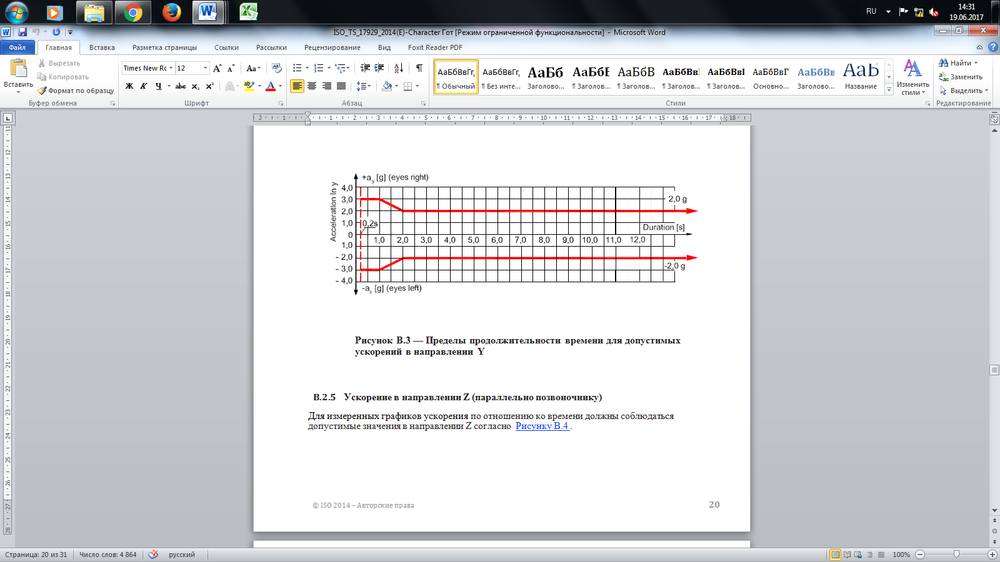 RU
14:31
19.06.2017
ISO_TS_17929_2014(E)-Character Гот [Режим ограниченной функциональности] - Microsoft Word
Файл Главная Вставка Разметка страницы Ссылки Рассылки Рецензирование Вид Foxit Reader PDF
Вставить
Вырезать
Копировать
Формат по образцу
Буфер обмена
Times New Rc 12
Ж К Ч abc x₂ x²
Шрифт
Абзац
АаБбВвГг, АаБбВвГг, АаБб АаБбЕ АаБбВ АаБбВвІ АаБбВвІ АаБбВвГ АаБбВв АаБ
¶ Обычный ¶ Без инте... Заголово... ¶ Заголов... ¶ Заголов... ¶ Заголов... ¶ Заголов... Основно... Заголово... Название
Стили
Изменить
стили
Найти
Заменить
Выделить
Редактирование
2 1 1 2 3 4 5 6 7 8 9 10 11 12 13 14 15 16 17 18
11 12 13 14 15 16 17 18 19 20 21 22 23 24 25 26 27 28
+ay [g] (eyes right)
Acceleration In y
4,0
3,0
2,0
1,0
0
1,0
- 2,0
- 3,0
- 4,0
2,0 g
0,2s
Duration [s]
1,0 2,0 3,0 4,0 5,0 6,0 7,0 8,0 9,0 10,0 11,0 12,0
-2,0 g
-ay [g] (eyes left)
Рисунок В.3 — Пределы продолжительности времени для допустимых
ускорений в направлении Y
В.2.5 Ускорение в направлении Z (параллельно позвоночнику)
Для измеренных графиков ускорения по отношению ко времени должны соблюдаться
допустимые значения в направлении Z согласно Рисунку В.4 .
© ISO 2014 – Авторские права
20
Страница: 20 из 31 Число слов: 4 864 русский 100%